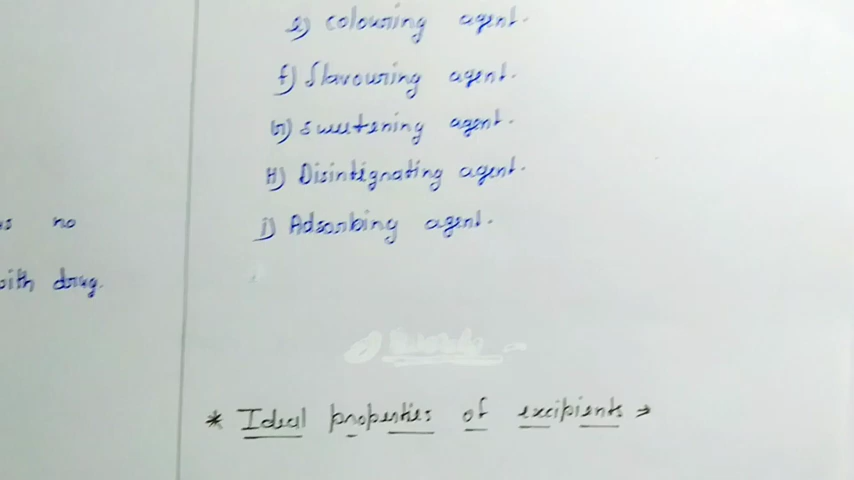 e) colouring agent.
f) flavouring agent.
G) sweetening agent.
H) Disintegrating agent.
i) Adsorbing agent.
no
with drug.
* Ideal properties of excipients →